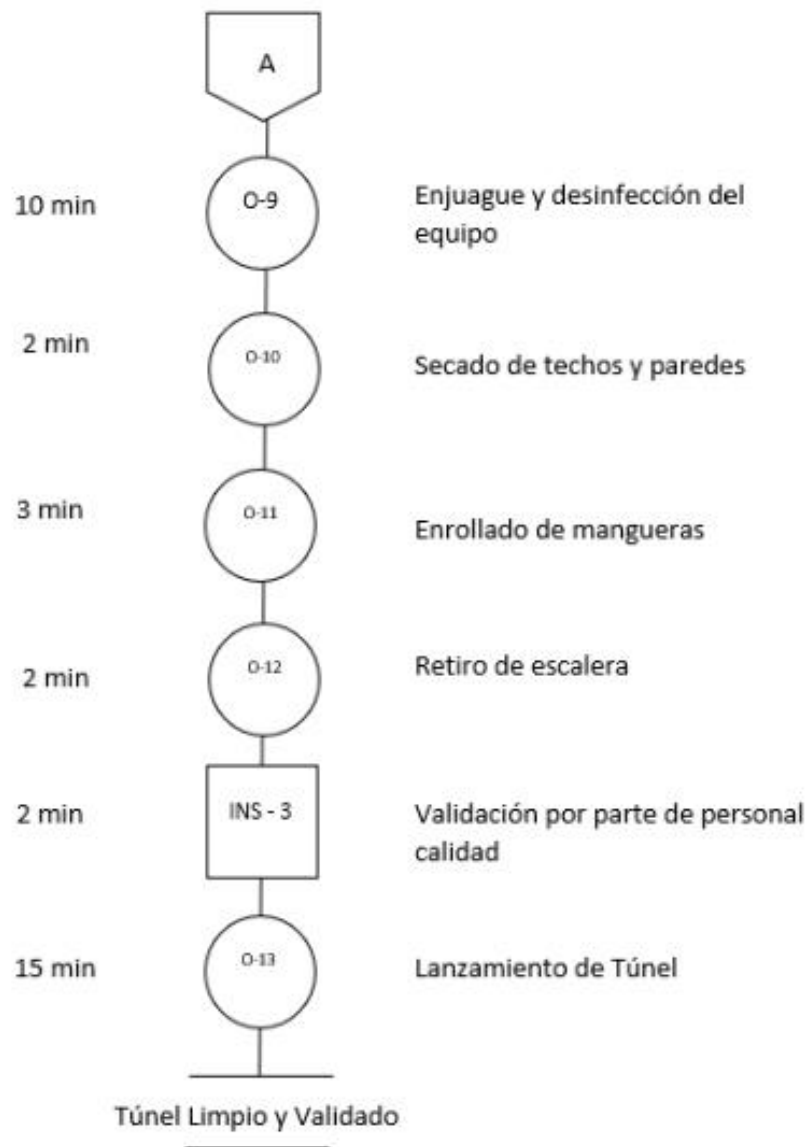 A
10 min
O-9
Enjuague y desinfección del
equipo
2 min
O-10
Secado de techos y paredes
3 min
O-11
Enrollado de mangueras
2 min
O-12
Retiro de escalera
2 min
INS - 3
Validación por parte de personal
calidad
15 min
O-13
Lanzamiento de Túnel
Túnel Limpio y Validado